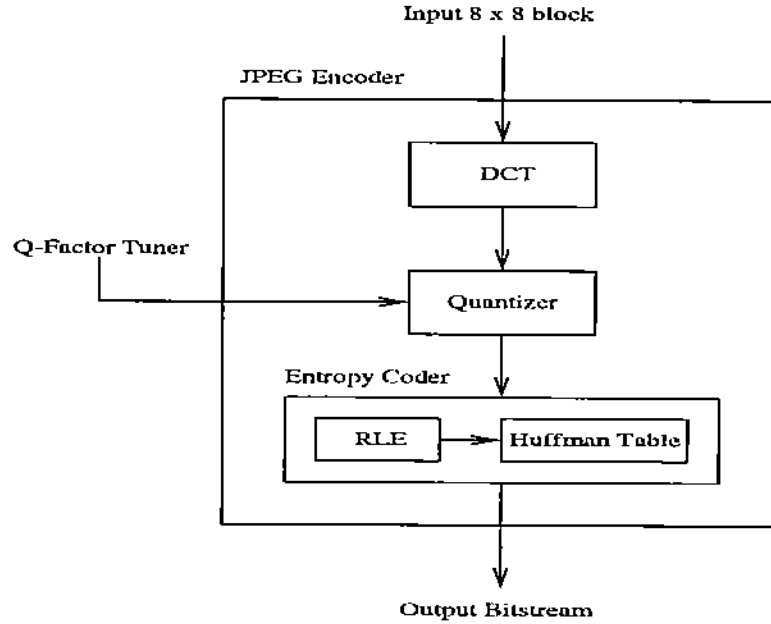 Input 8 x 8 block
JPEG Encoder
DCT
Q-Factor Tuner
Quantizer
Entropy Coder
RLE
Huffman Table
Output Bitstream